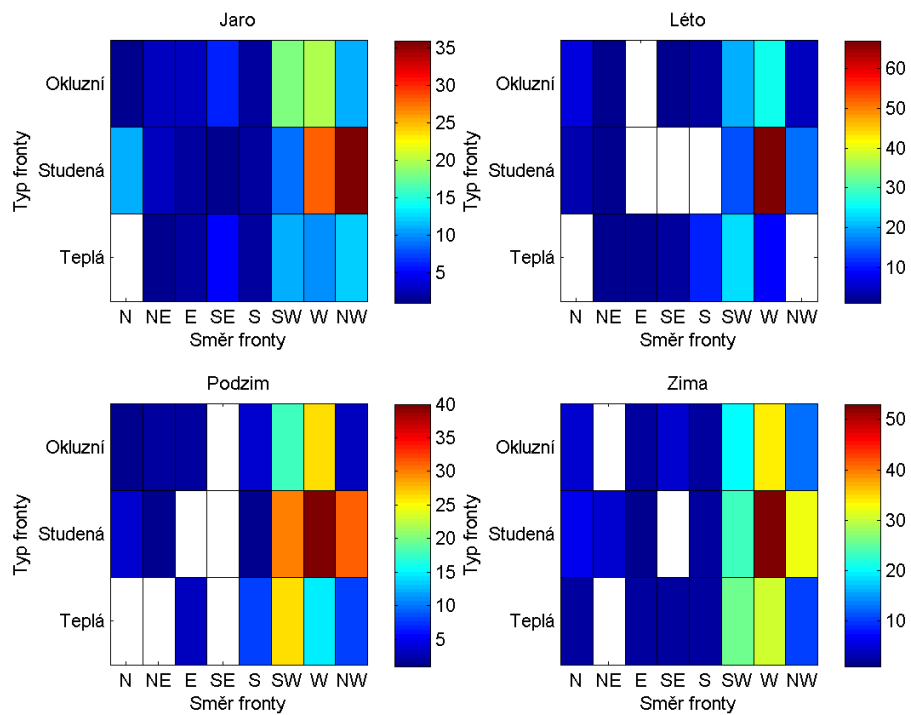 Jaro
Typ fronty
Okluzní
Studená
Teplá
N NE E SE S SW W NW
Směr fronty
35
30
25
20
15
10
5
Léto
Typ fronty
Okluzní
Studená
Teplá
N NE E SE S SW W NW
Směr fronty
60
50
40
30
20
10
Podzim
Typ fronty
Okluzní
Studená
Teplá
N NE E SE S SW W NW
Směr fronty
40
35
30
25
20
15
10
5
Zima
Typ fronty
Okluzní
Studená
Teplá
N NE E SE S SW W NW
Směr fronty
50
40
30
20
10